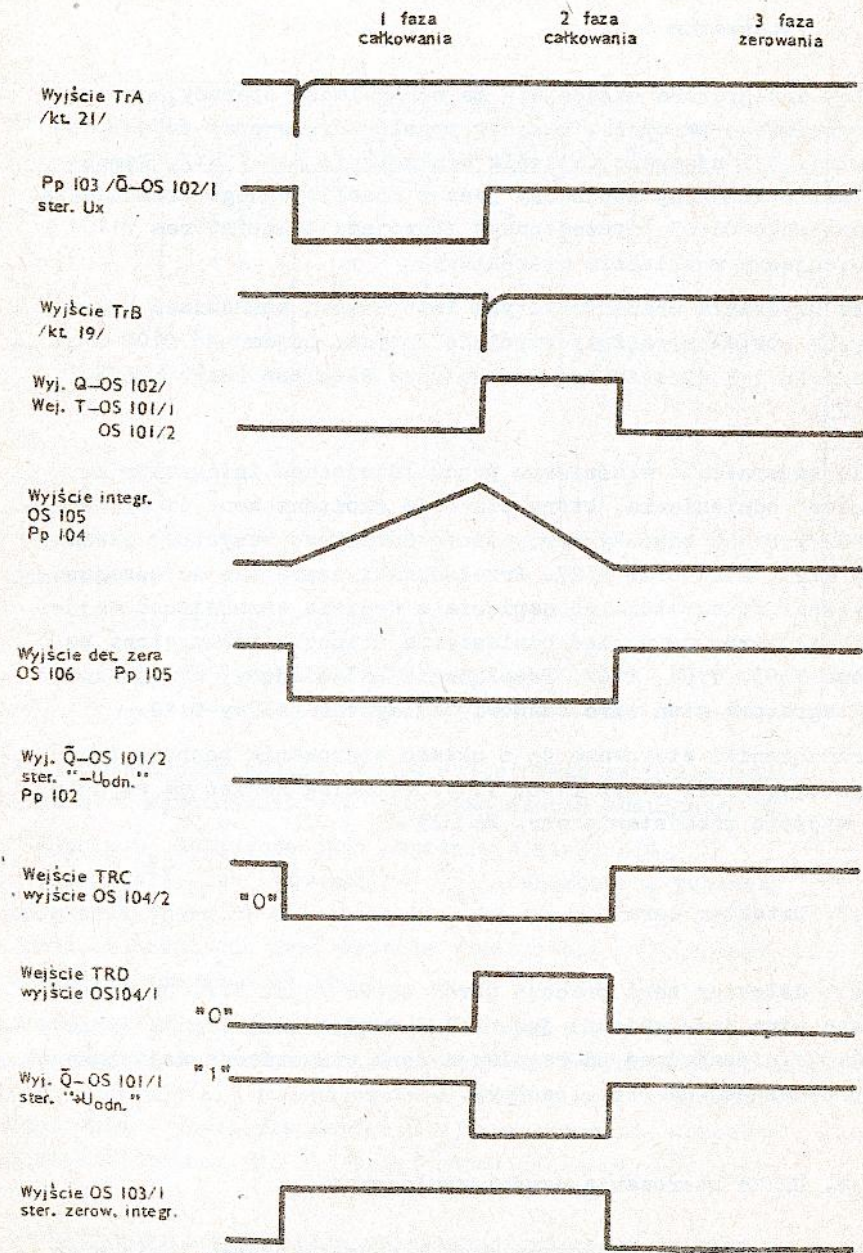 1 faza
całkowania
2 faza
całkowania
3 faza
zerowania
Wyjście TrA
/kt. 21/
Pp 103 /Q̄–OS 102/1
ster. Ux
Wyjście TrB
/kt. 19/
Wyj. Q–OS 102/
Wej. T–OS 101/1
OS 101/2
Wyjście integr.
OS 105
Pp 104
Wyjście det. zera
OS 106 Pp 105
Wyj. Q̄–OS 101/2
ster. "–Uodn."
Pp 102
Wejście TRC
wyjście OS 104/2
"0"
Wejście TRD
wyjście OS104/1
"0"
Wyj. Q̄–OS 101/1
ster. "+Uodn."
"1"
Wyjście OS 103/1
ster. zerow. integr.